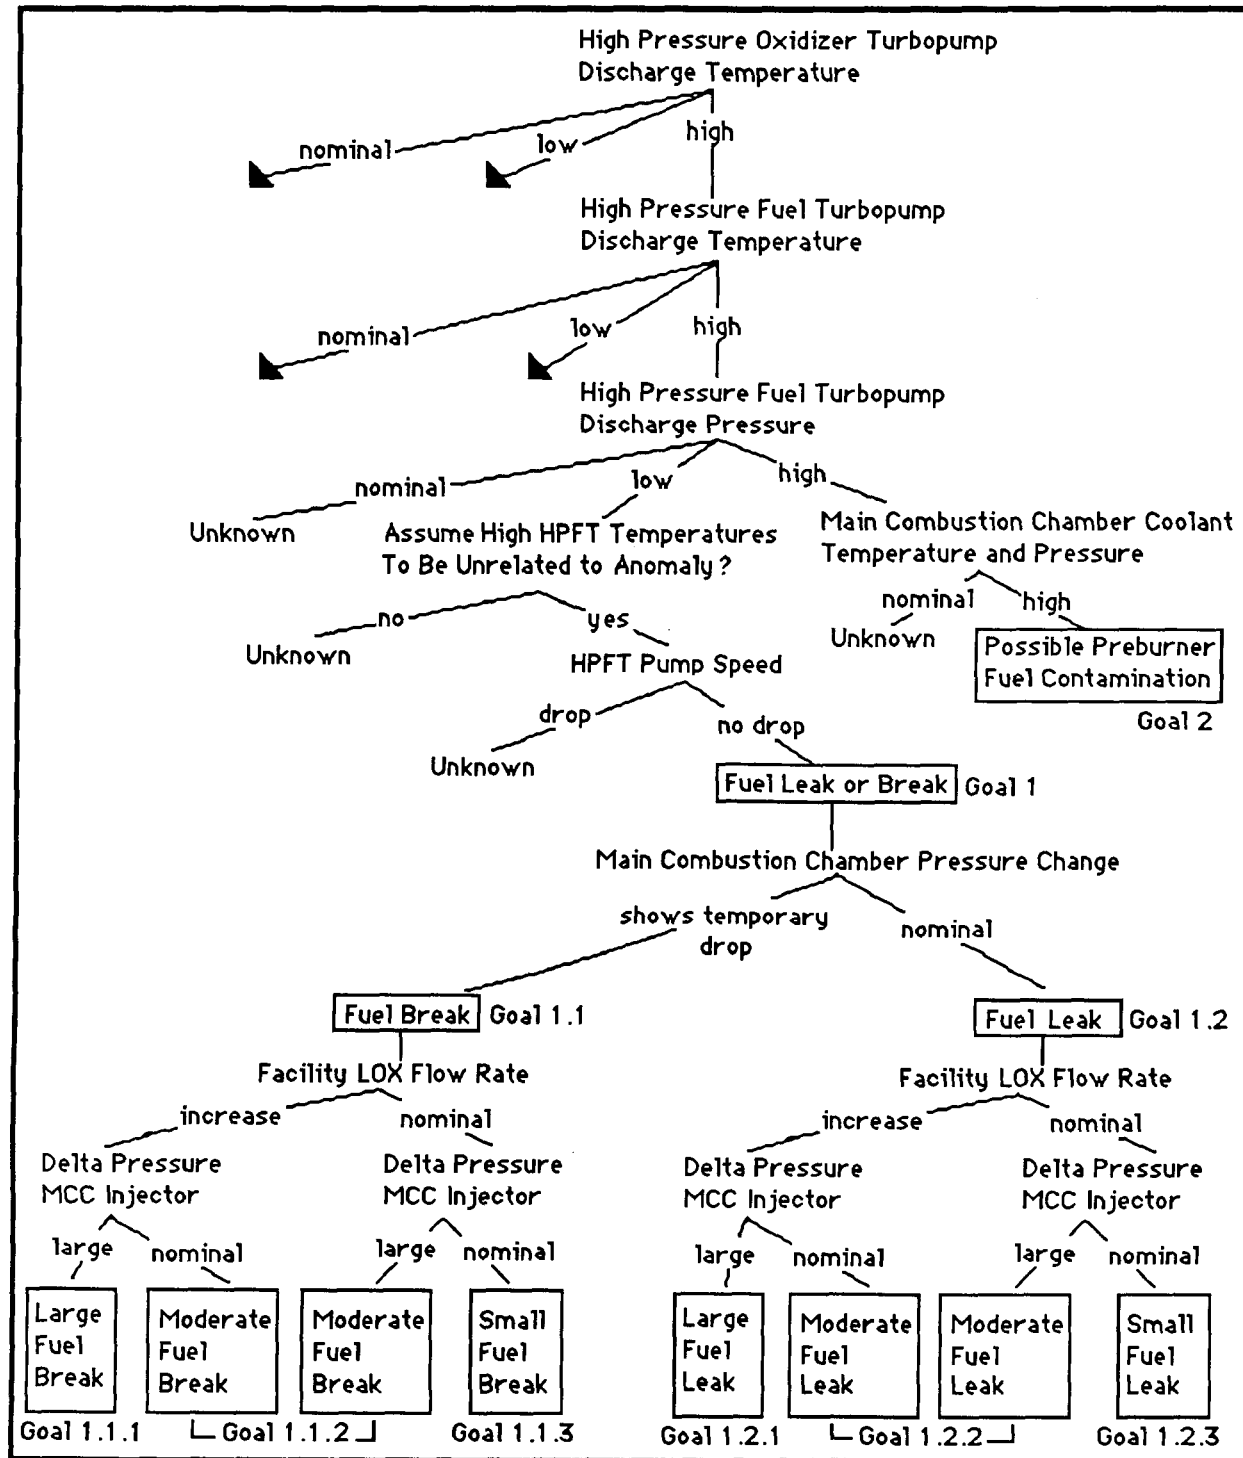 High Pressure Oxidizer Turbopump
Discharge Temperature
nominal
low
high
High Pressure Fuel Turbopump
Discharge Temperature
nominal
low
high
High Pressure Fuel Turbopump
Discharge Pressure
nominal
low
high
Unknown
Assume High HPFT Temperatures
To Be Unrelated to Anomaly?
Main Combustion Chamber Coolant
Temperature and Pressure
nominal
high
no
yes
Unknown
Unknown
Possible Preburner
Fuel Contamination
Goal 2
HPFT Pump Speed
drop
no drop
Unknown
Fuel Leak or Break
Goal 1
Main Combustion Chamber Pressure Change
shows temporary
drop
nominal
Fuel Break
Goal 1.1
Fuel Leak
Goal 1.2
Facility LOX Flow Rate
increase
nominal
Delta Pressure
MCC Injector
Delta Pressure
MCC Injector
large
nominal
large
nominal
Large
Fuel
Break
Moderate
Fuel
Break
Moderate
Fuel
Break
Small
Fuel
Break
Goal 1.1.1
Goal 1.1.2
Goal 1.1.3
Facility LOX Flow Rate
increase
nominal
Delta Pressure
MCC Injector
Delta Pressure
MCC Injector
large
nominal
large
nominal
Large
Fuel
Leak
Moderate
Fuel
Leak
Moderate
Fuel
Leak
Small
Fuel
Leak
Goal 1.2.1
Goal 1.2.2
Goal 1.2.3